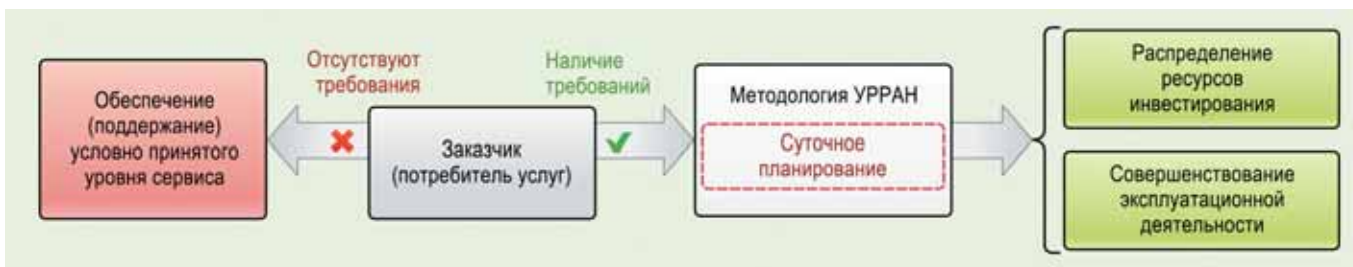 Обеспечение
(поддержание)
условно принятого
уровня сервиса
Отсутствуют
требования
Заказчик
(потребитель услуг)
Наличие
требований
Методология УРРАН
Суточное
планирование
Распределение
ресурсов
инвестирования
Совершенствование
эксплуатационной
деятельности